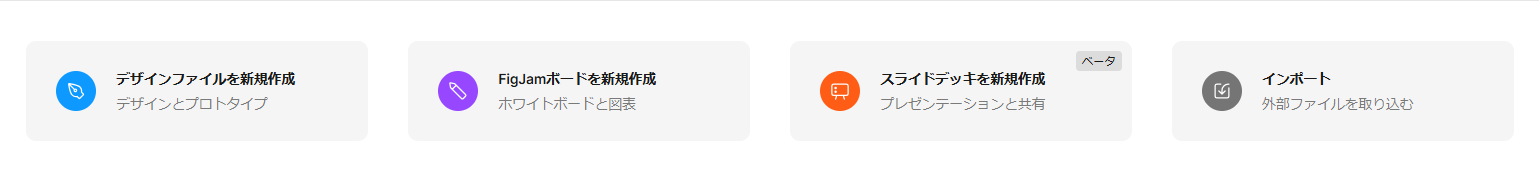 デザインファイルを新規作成
デザインとプロトタイプ
FigJamボードを新規作成
ホワイトボードと図表
ベータ
スライドデッキを新規作成
プレゼンテーションと共有
インポート
外部ファイルを取り込む